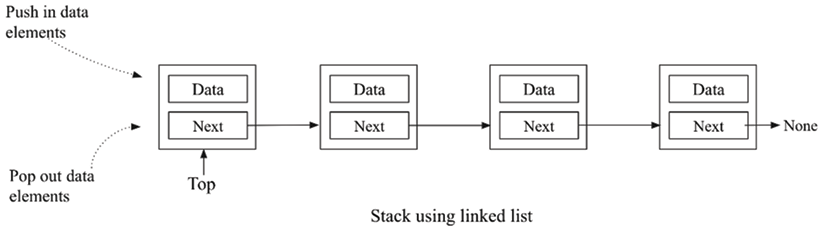 Push in data
elements
Data
Data
Data
Data
Next
Next
Next
Next
None
Pop out data
elements
Top
Stack using linked list